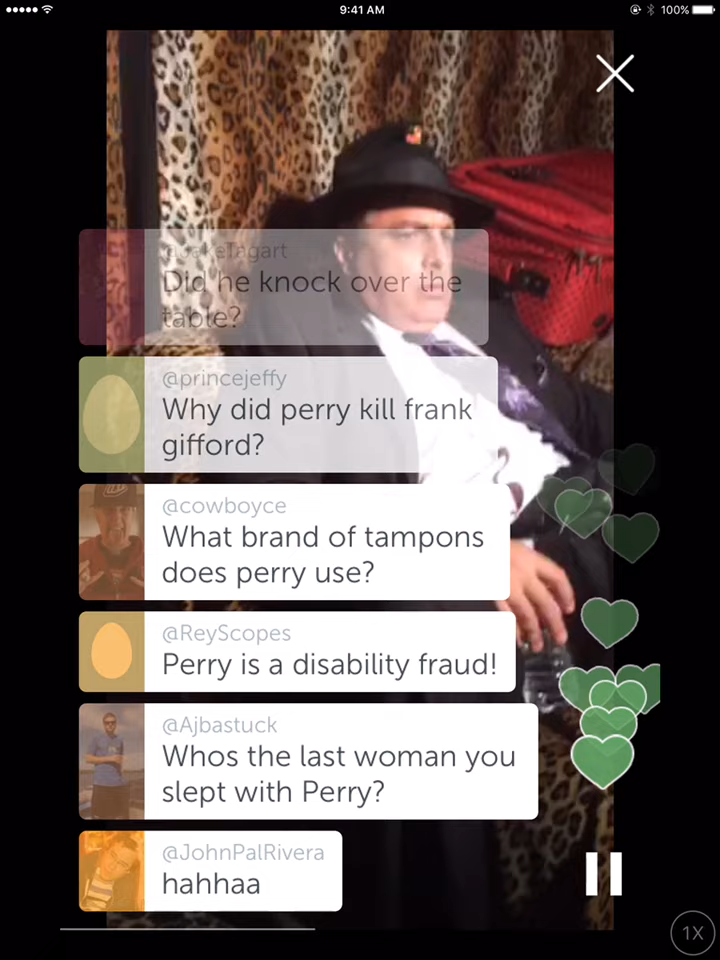 9:41 AM
100%
@JakeTagart
Did he knock over the
table?
@princejeffy
Why did perry kill frank
gifford?
@cowboyce
What brand of tampons
does perry use?
@ReyScopes
Perry is a disability fraud!
@Ajbastuck
Whos the last woman you
slept with Perry?
@JohnPalRivera
hahhaa
1X